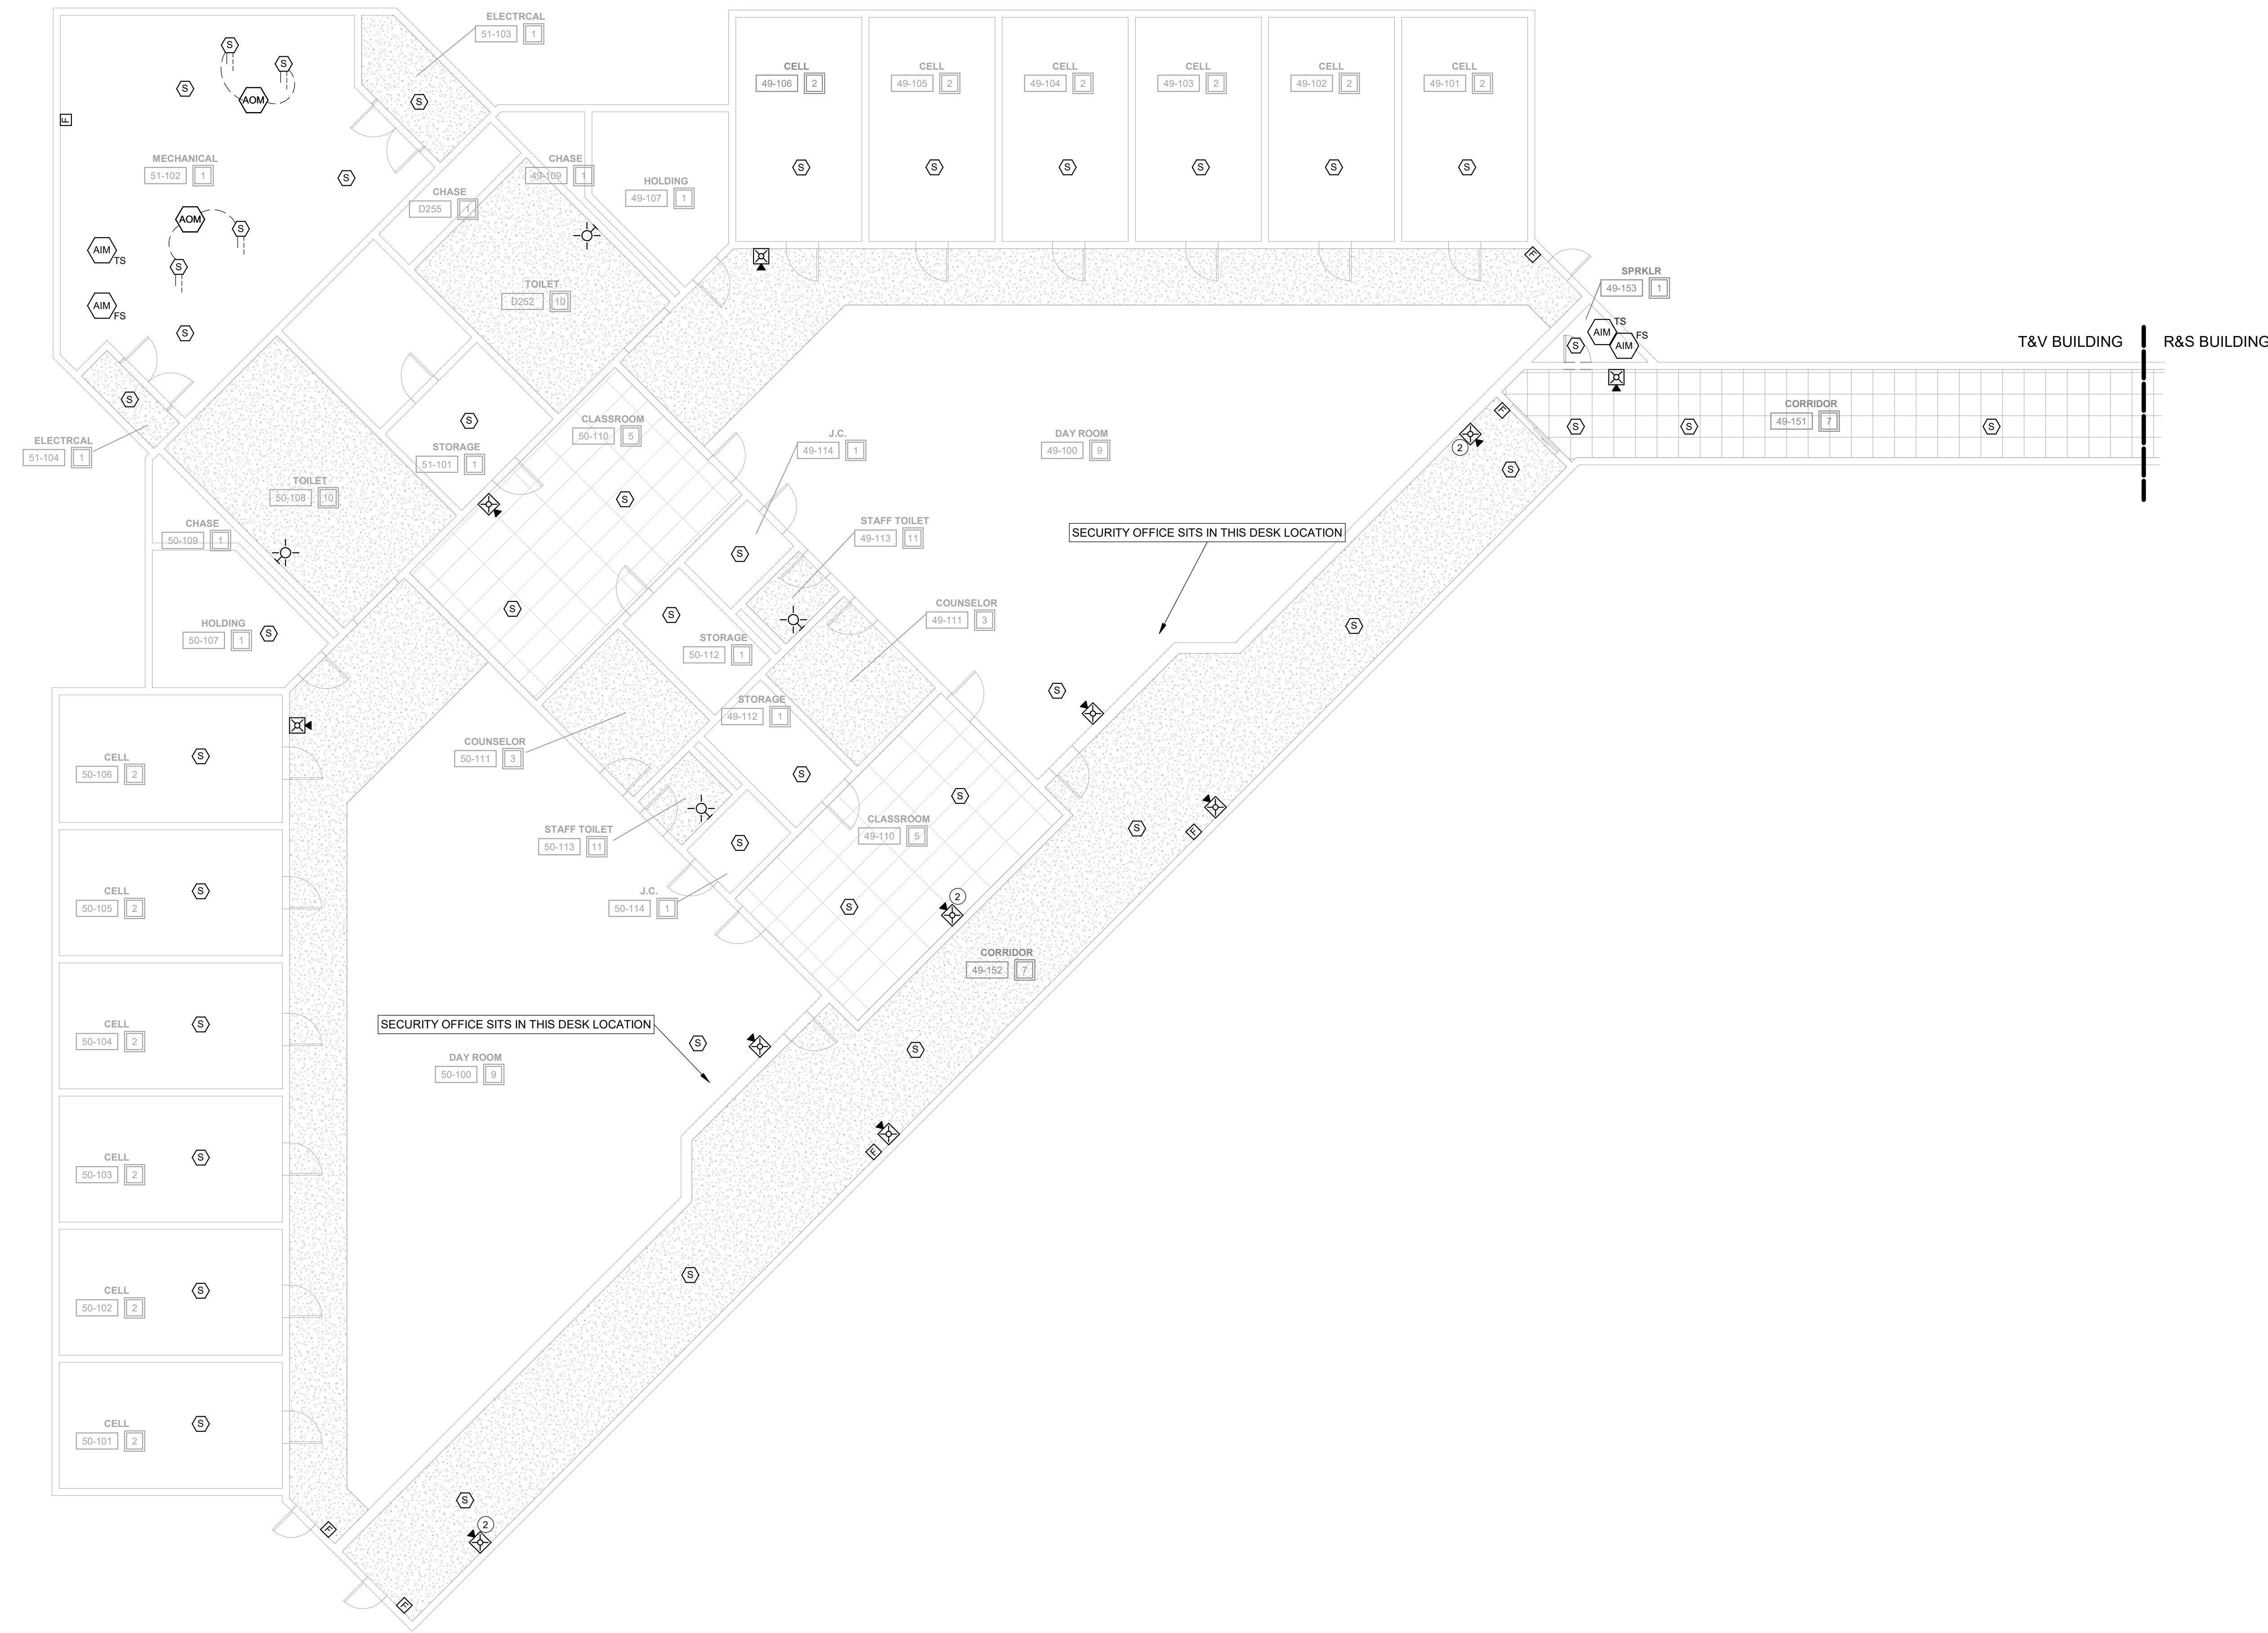 ELECTRCAL
51-103 1
S
S
S
AOM
S
F
MECHANICAL
51-102 1
S
AOM
S
AIM
TS
S
AIM
FS
S
S
ELECTRCAL
51-104 1
CHASE
49-109 1
CHASE
D255 1
HOLDING
49-107 1
TOILET
D252 10
CELL
49-106 2
S
CELL
49-105 2
S
CELL
49-104 2
S
CELL
49-103 2
S
CELL
49-102 2
S
CELL
49-101 2
S
F
SPRKLR
49-153 1
AIM
TS
AIM
FS
S
T&V BUILDING
R&S BUILDING
CORRIDOR
49-151 7
S
S
S
F
2
S
S
STORAGE
51-101 1
CLASSROOM
50-110 5
S
S
J.C.
49-114 1
S
DAY ROOM
49-100 9
TOILET
50-108 10
CHASE
50-109 1
STAFF TOILET
49-113 11
SECURITY OFFICE SITS IN THIS DESK LOCATION
COUNSELOR
49-111 3
HOLDING
50-107 1
S
S
STORAGE
50-112 1
S
S
STORAGE
49-112 1
S
COUNSELOR
50-111 3
S
CLASSROOM
49-110 5
S
S
F
STAFF TOILET
50-113 11
S
J.C.
50-114 1
2
CORRIDOR
49-152 7
CELL
50-106 2
S
CELL
50-105 2
S
CELL
50-104 2
S
SECURITY OFFICE SITS IN THIS DESK LOCATION
S
S
DAY ROOM
50-100 9
F
CELL
50-103 2
S
CELL
50-102 2
S
S
CELL
50-101 2
S
S
2
F
F